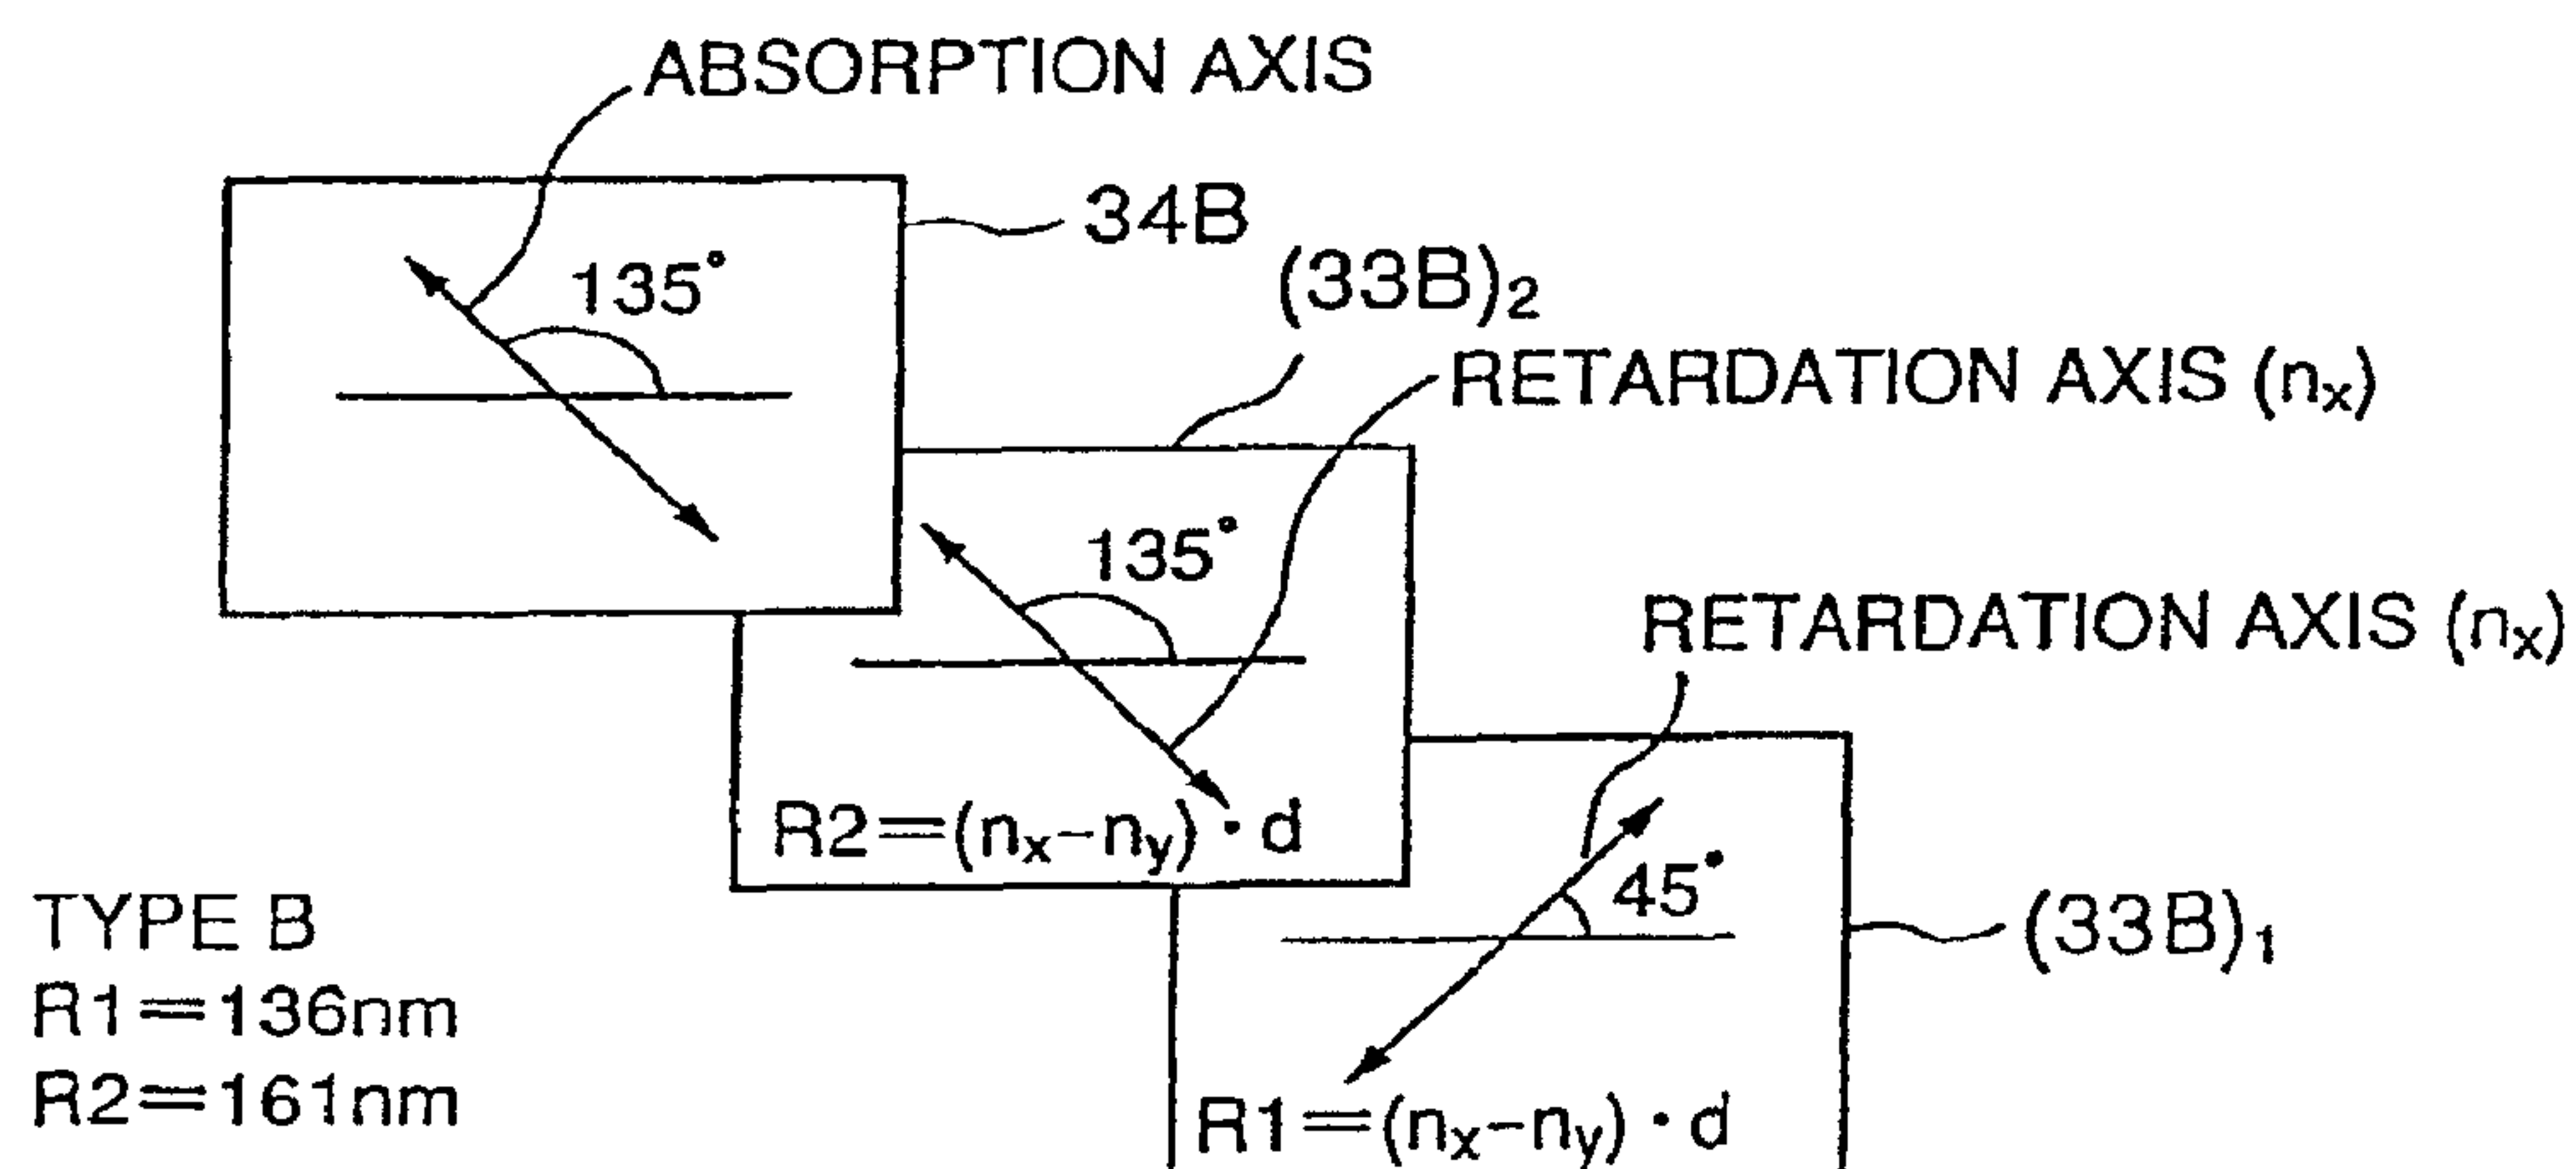 ABSORPTION AXIS
34B
135°
(33B)₂
RETARDATION AXIS (nₓ)
135°
RETARDATION AXIS (nₓ)
R2=(nₓ-nᵧ)・d
45°
(33B)₁
TYPE B
R1=136nm
R2=161nm
R1=(nₓ-nᵧ)・d